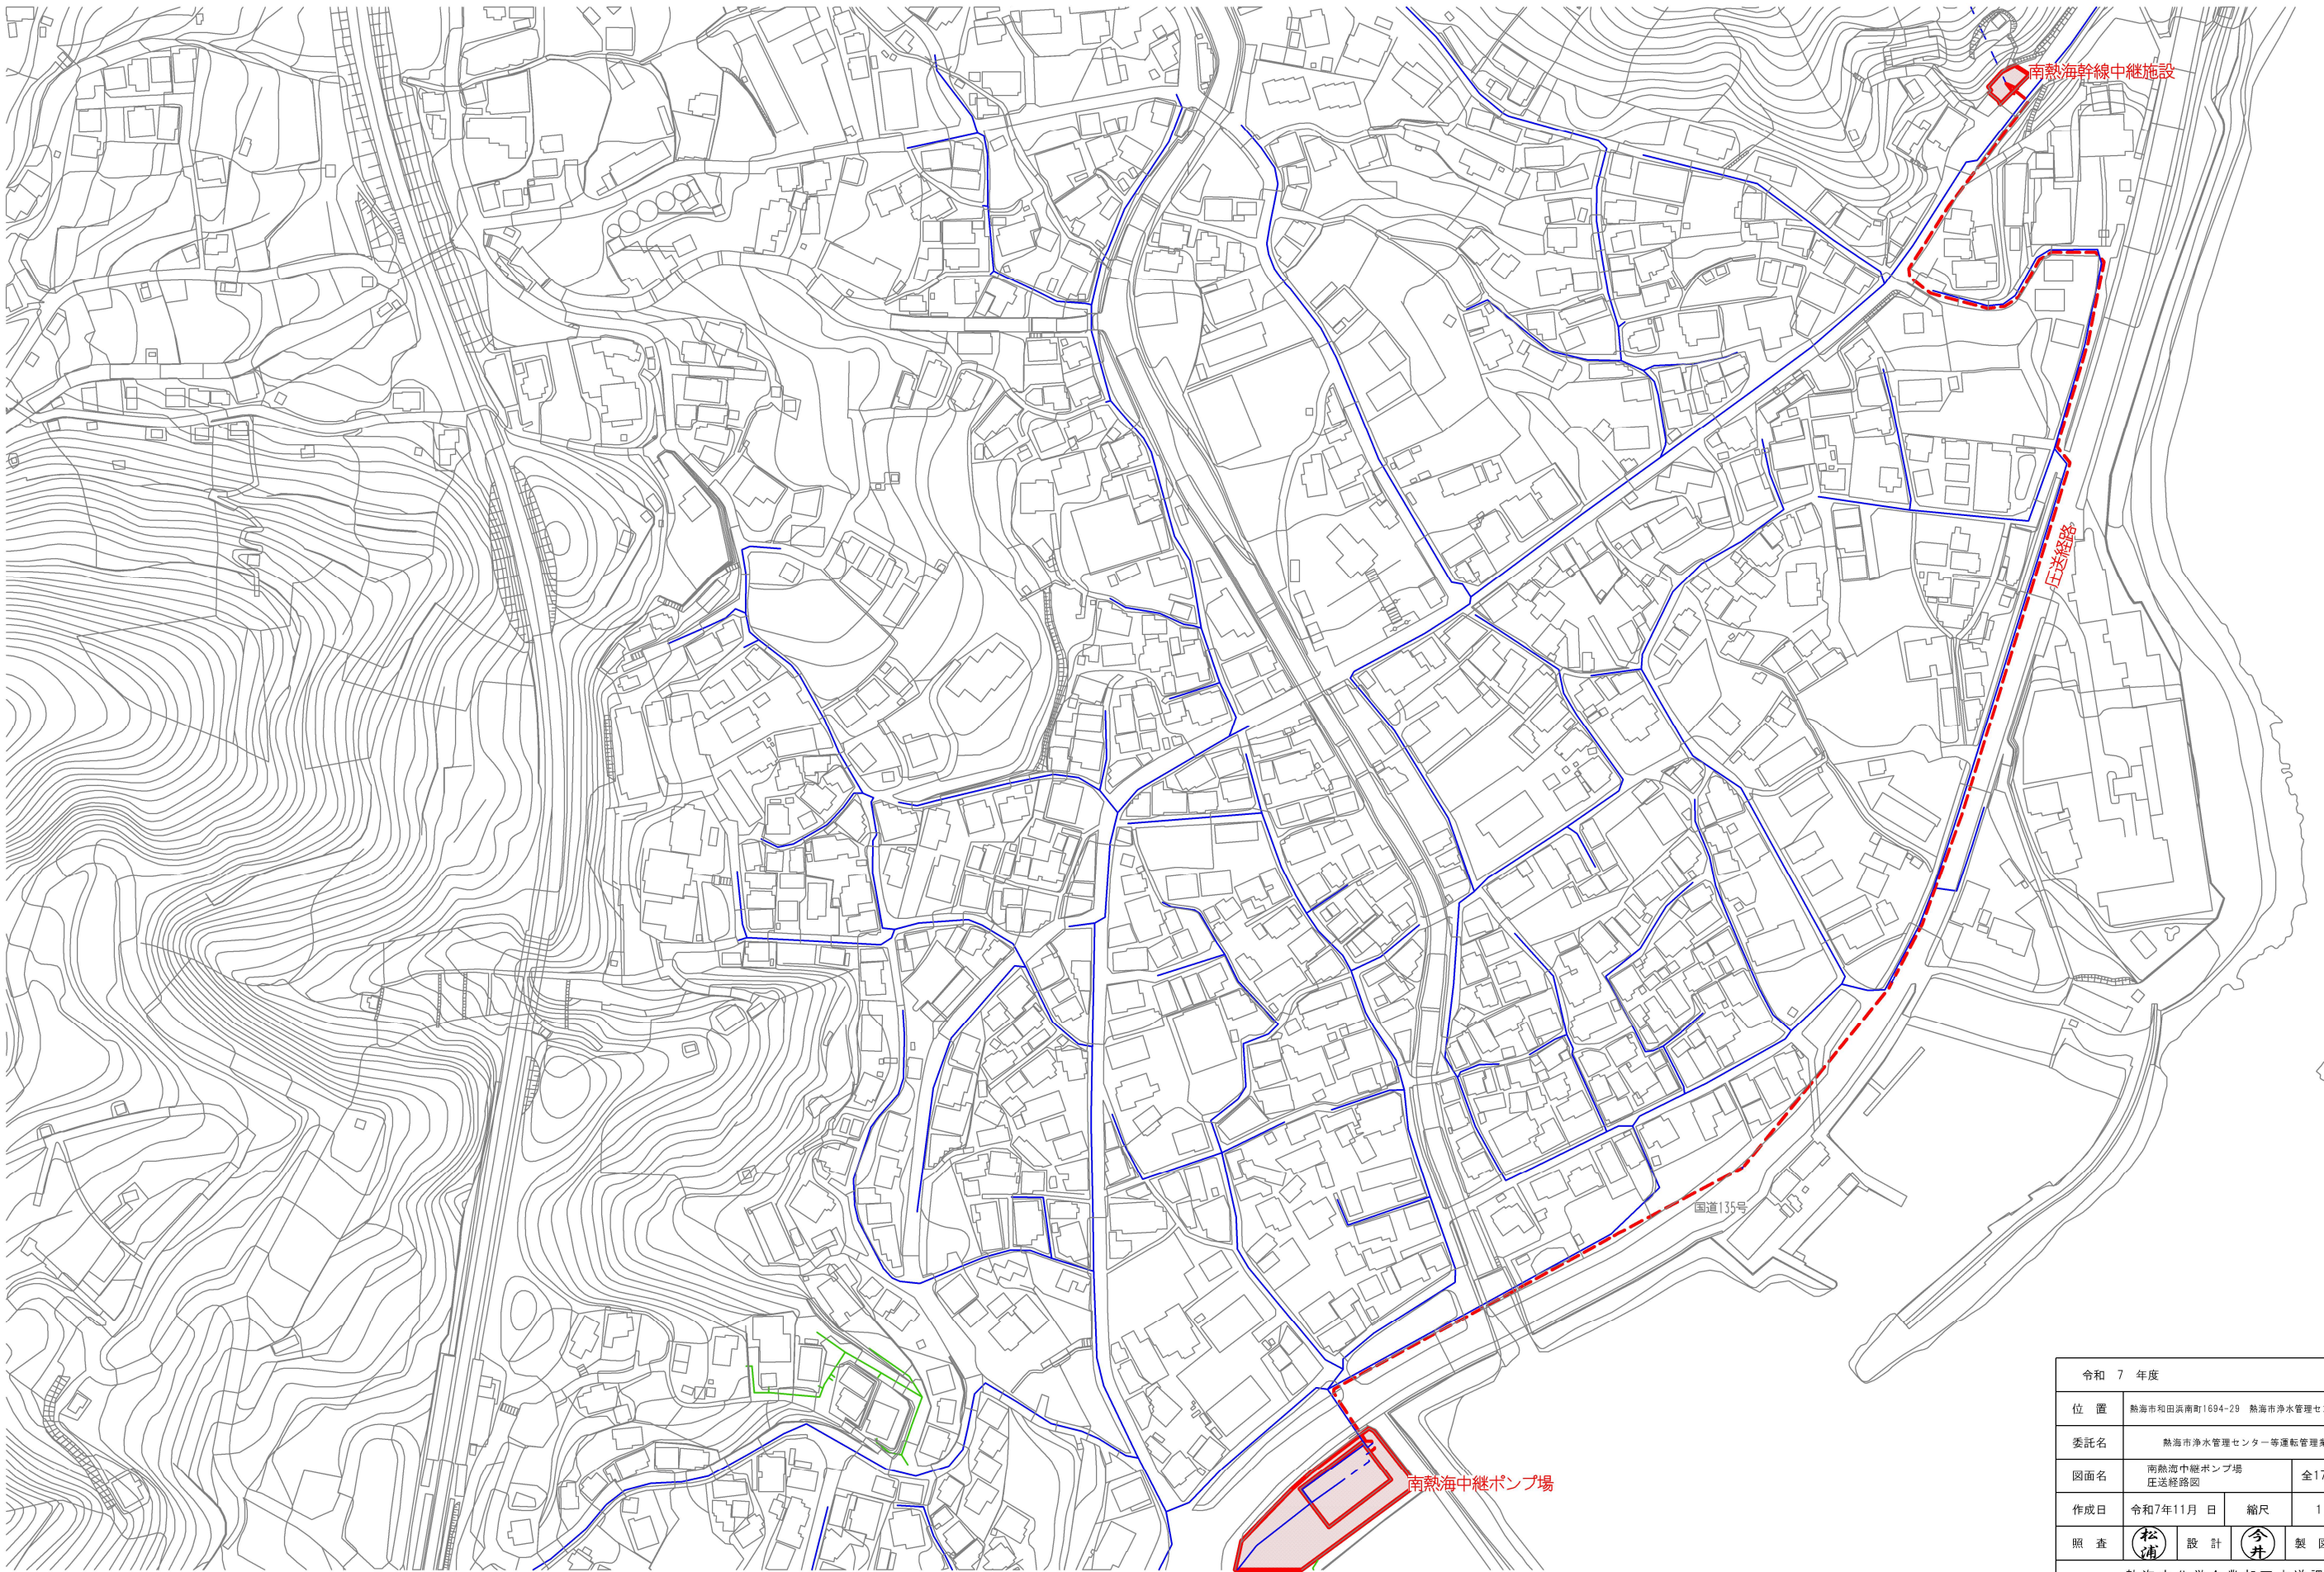 南熱海幹線中継施設
圧送経路
国道135号
南熱海中継ポンプ場
令和 7 年度
位 置 熱海市和田浜南町1694-29 熱海市浄水管理セ
委託名 熱海市浄水管理センター等運転管理
図面名 南熱海中継ポンプ場
圧送経路図 全17
作成日 令和7年11月 日 縮尺 1
照 査 松浦 設 計 今井 製